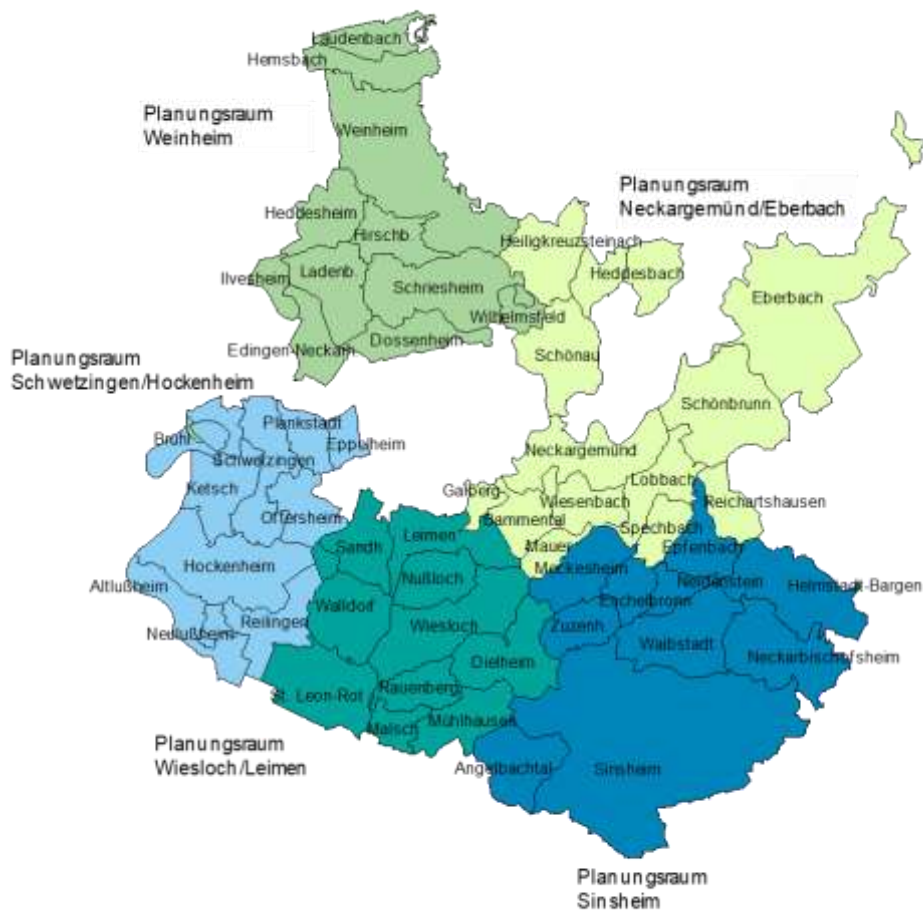 Laudenbach
Hemsbach
Planungsraum
Weinheim
Weinheim
Planungsraum
Neckargemünd/Eberbach
Heddesheim
Hirschb.
Heiligkreuzsteinach
Heddesbach
Ilvesheim
Ladenb.
Schriesheim
Eberbach
Wilhelmsfeld
Edingen-Neckarh
Dossenheim
Schönau
Planungsraum
Schwetzingen/Hockenheim
Schönbrunn
Plankstadt
Brühl
Eppelheim
Schwetzingen
Neckargemünd
Ketsch
Gaiberg
Lobbach
Wiesenbach
Reichartshausen
Oftersheim
Bammental
Spechbach
Sandh.
Leimen
Mauer
Epfenbach
Hockenheim
Nußloch
Meckesheim
Neidenstein
Helmstadt-Bargen
Altlußheim
Walldorf
Eschelbronn
Reilingen
Wiesloch
Zuzenh.
Neulußheim
Waibstadt
Dielheim
Neckarbischofsheim
St. Leon-Rot
Rauenberg
Mühlhausen
Malsch
Planungsraum
Wiesloch/Leimen
Angelbachtal
Sinsheim
Planungsraum
Sinsheim